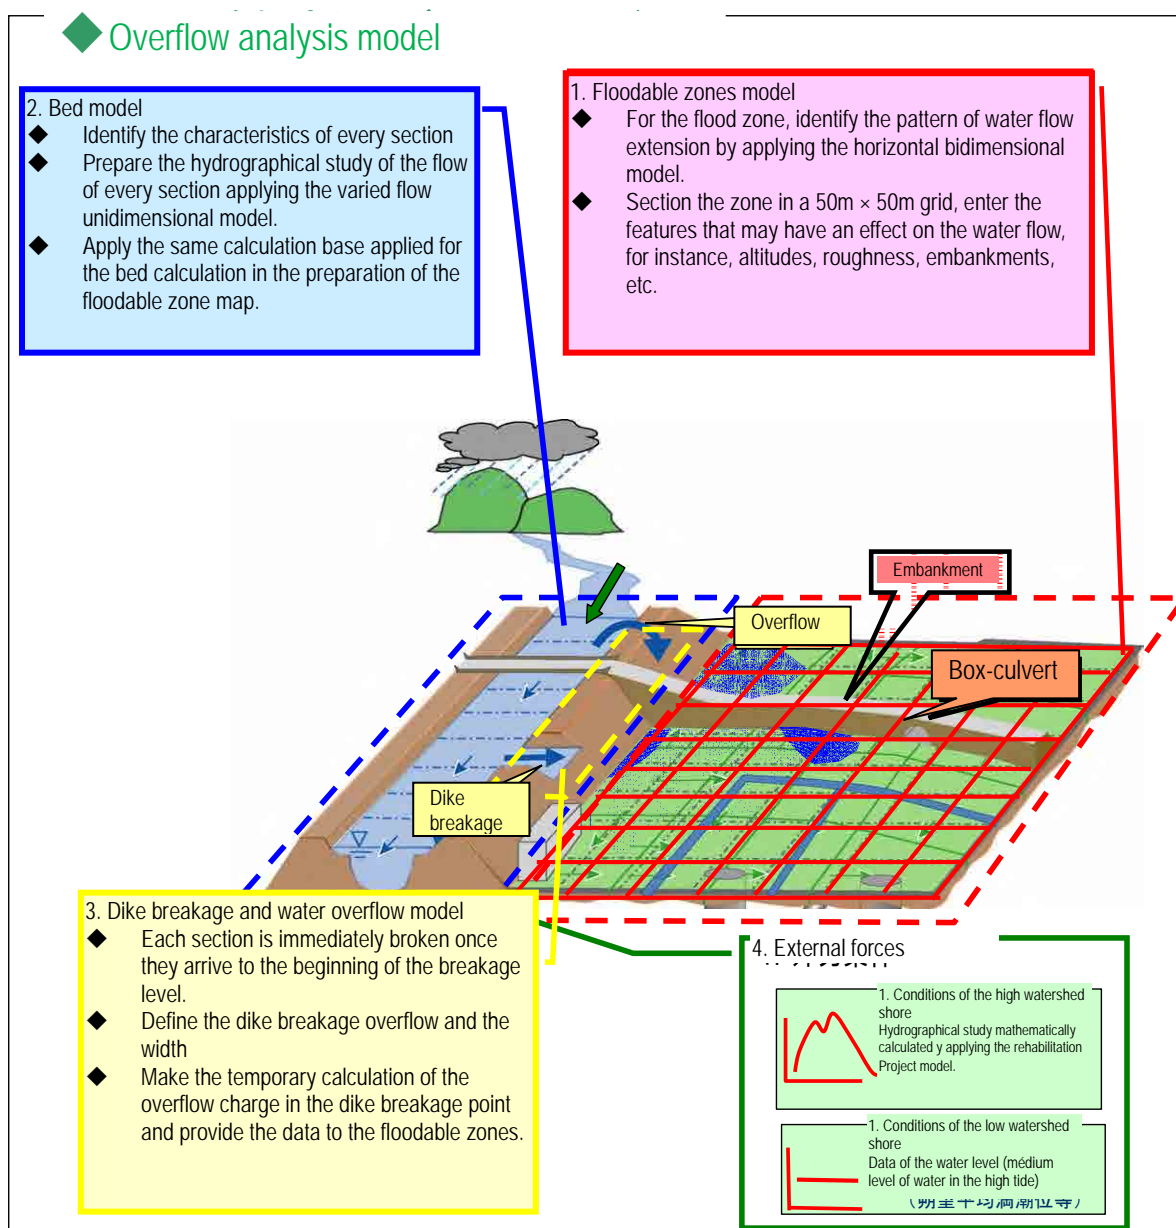 Overflow analysis model
2. Bed model
◆ Identify the characteristics of every section
◆ Prepare the hydrographical study of the flow
of every section applying the varied flow
unidimensional model.
◆ Apply the same calculation base applied for
the bed calculation in the preparation of the
floodable zone map.
1. Floodable zones model
◆ For the flood zone, identify the pattern of water flow
extension by applying the horizontal bidimensional
model.
◆ Section the zone in a 50m × 50m grid, enter the
features that may have an effect on the water flow,
for instance, altitudes, roughness, embankments,
etc.
Embankment
Overflow
Box-culvert
Dike
breakage
3. Dike breakage and water overflow model
◆ Each section is immediately broken once
they arrive to the beginning of the breakage
level.
◆ Define the dike breakage overflow and the
width
◆ Make the temporary calculation of the
overflow charge in the dike breakage point
and provide the data to the floodable zones.
4. External forces
1. Conditions of the high watershed
shore
Hydrographical study mathematically
calculated y applying the rehabilitation
Project model.
1. Conditions of the low watershed
shore
Data of the water level (médium
level of water in the high tide)
(朔望平均満潮位等)